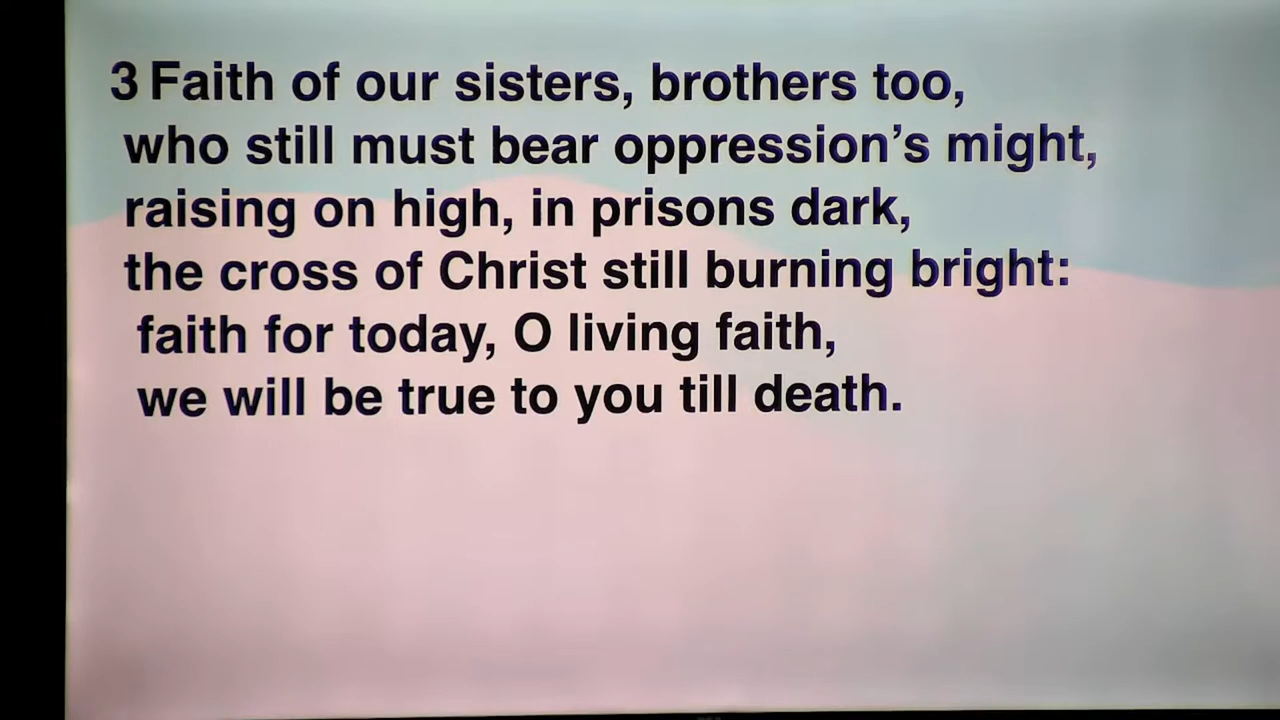 3 Faith of our sisters, brothers too,
who still must bear oppression’s might,
raising on high, in prisons dark,
the cross of Christ still burning bright:
faith for today, O living faith,
we will be true to you till death.